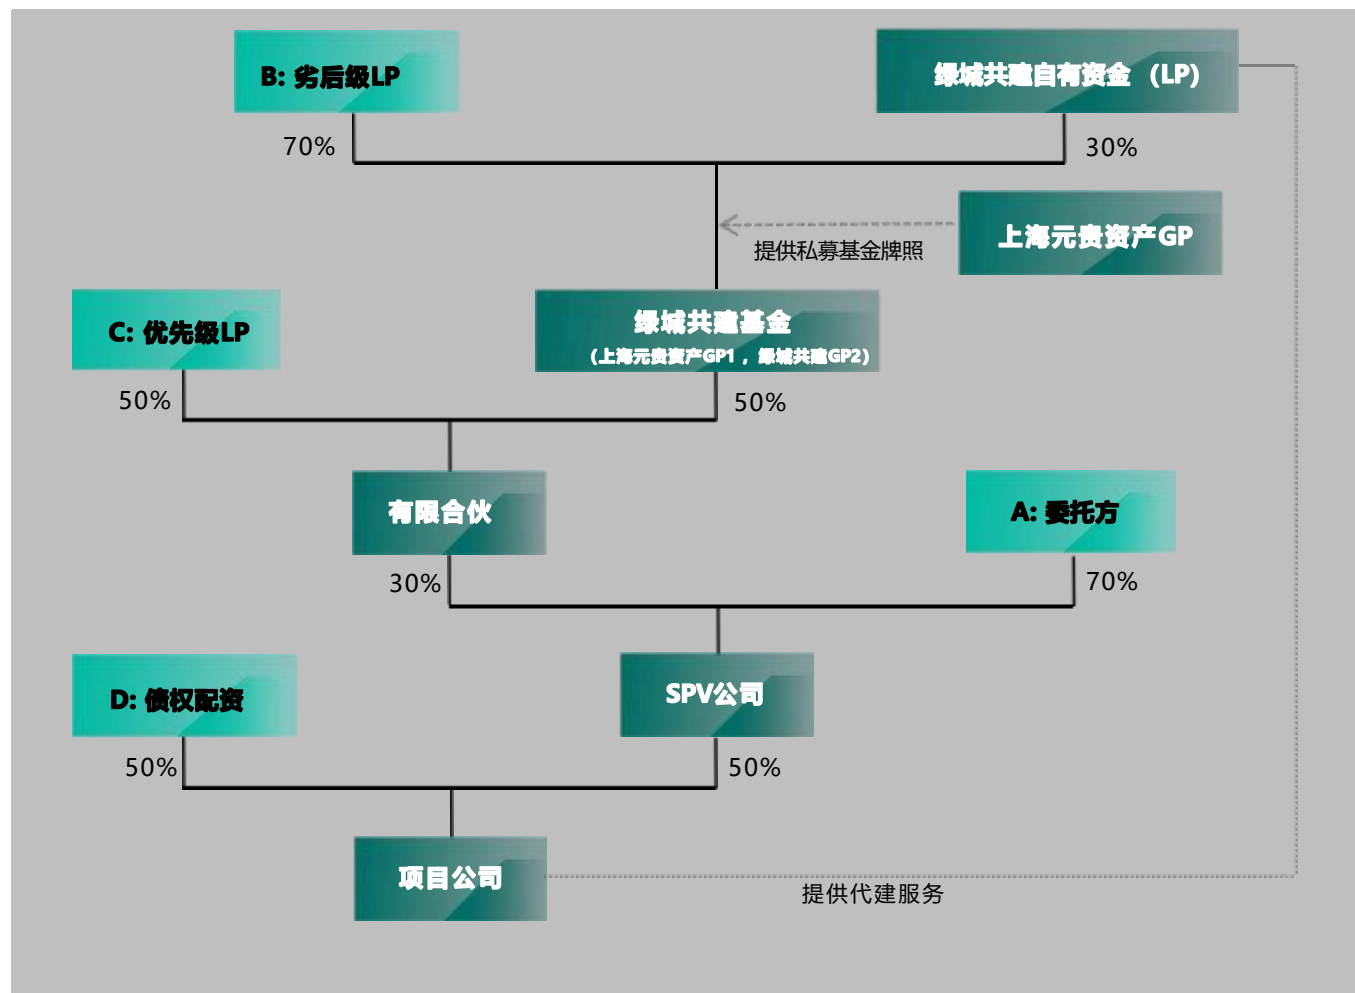 B: 劣后级LP
绿城共建自有资金 （LP)
70%
30%
上海元贵资产GP
提供私募基金牌照
C: 优先级LP
绿城共建基金
（上海元贵资产GP1 ，绿城共建GP2）
50%
50%
有限合伙
A: 委托方
30%
70%
D: 债权配资
SPV公司
50%
50%
项目公司
提供代建服务